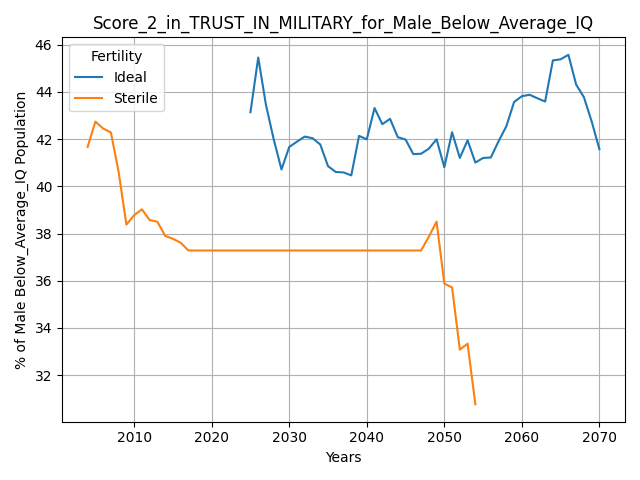 Score_2_in_TRUST_IN_MILITARY_for_Male_Below_Average_IQ
Fertility
Ideal
Sterile
% of Male Below_Average_IQ Population
46
44
42
40
38
36
34
32
2010
2020
2030
2040
2050
2060
2070
Years